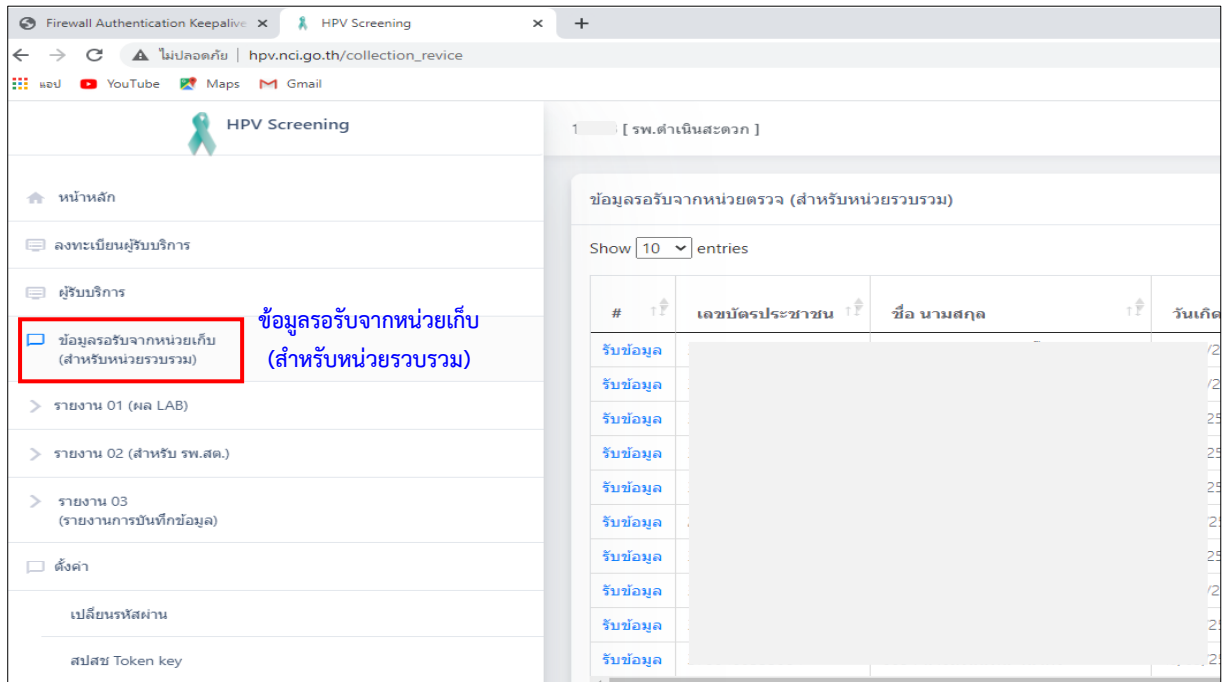 Firewall Authentication Keepalive
HPV Screening
ไม่ปลอดภัย | hpv.nci.go.th/collection_revice
แอป YouTube Maps Gmail
HPV Screening
1 [ รพ.ดำเนินสะดวก ]
หน้าหลัก
ลงทะเบียนผู้รับบริการ
ผู้รับบริการ
ข้อมูลรอรับจากหน่วยเก็บ
(สำหรับหน่วยรวบรวม)
ข้อมูลรอรับจากหน่วยเก็บ
(สำหรับหน่วยรวบรวม)
รายงาน 01 (ผล LAB)
รายงาน 02 (สำหรับ รพ.สต.)
รายงาน 03
(รายงานการบันทึกข้อมูล)
ตั้งค่า
เปลี่ยนรหัสผ่าน
สปสช Token key
ข้อมูลรอรับจากหน่วยตรวจ (สำหรับหน่วยรวบรวม)
Show 10 entries
# เลขบัตรประชาชน ชื่อ นามสกุล วันเกิด
รับข้อมูล /2
รับข้อมูล /2
รับข้อมูล 25
รับข้อมูล 25
รับข้อมูล 25
รับข้อมูล 25
รับข้อมูล 25
รับข้อมูล /2
รับข้อมูล 2
รับข้อมูล 2